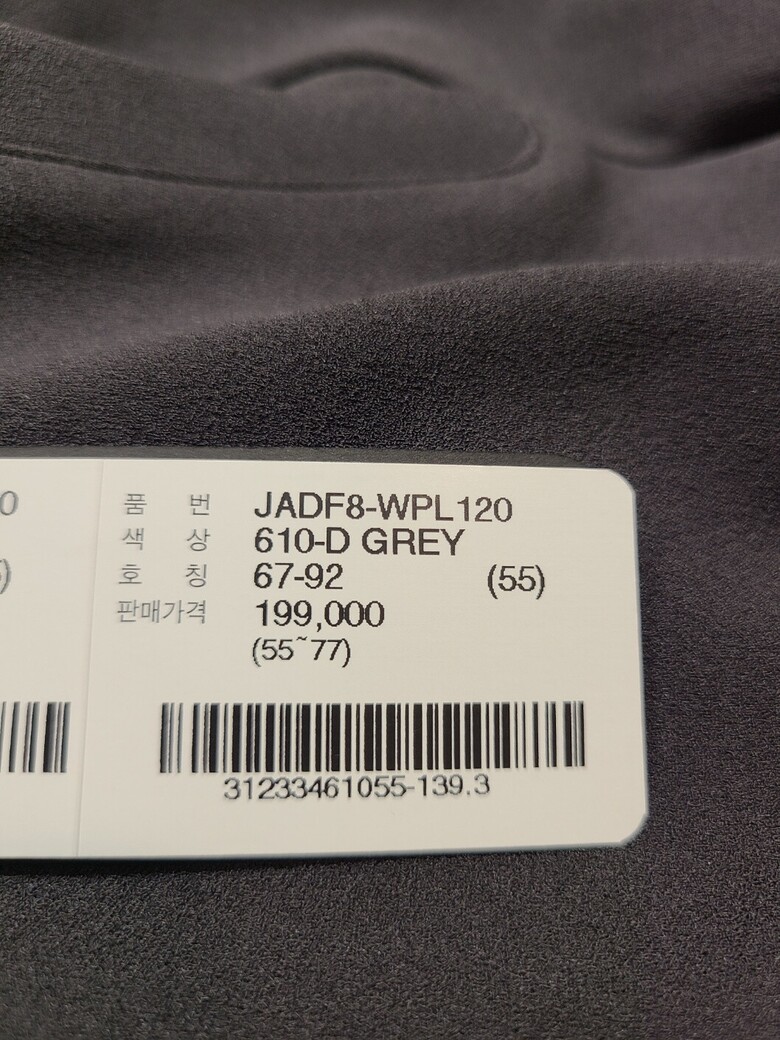 품 번 JADF8-WPL120
색 상 610-D GREY
호 칭 67-92 (55)
판매가격 199,000
(55~77)
31233461055-139.3
0
)